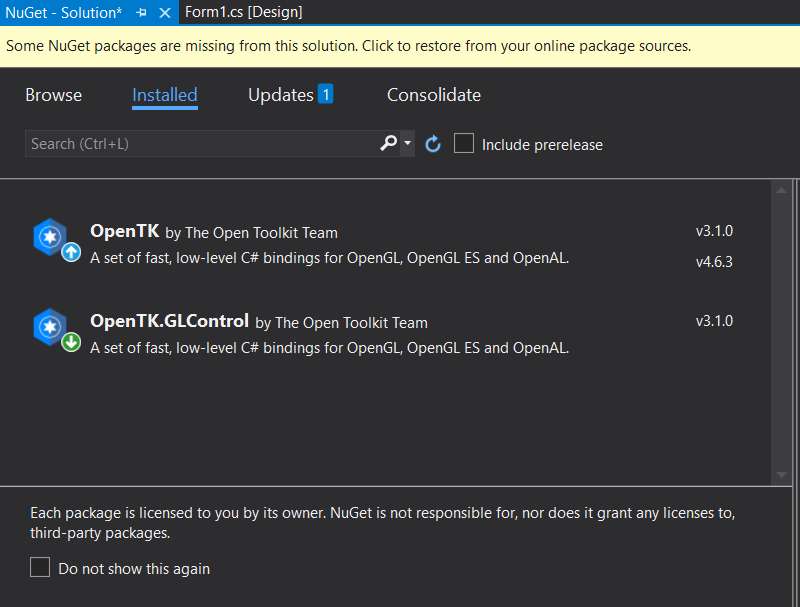 NuGet - Solution*
Form1.cs [Design]
Some NuGet packages are missing from this solution. Click to restore from your online package sources.
Browse
Installed
Updates 1
Consolidate
Search (Ctrl+L)
Include prerelease
OpenTK by The Open Toolkit Team
v3.1.0
A set of fast, low-level C# bindings for OpenGL, OpenGL ES and OpenAL.
v4.6.3
OpenTK.GLControl by The Open Toolkit Team
v3.1.0
A set of fast, low-level C# bindings for OpenGL, OpenGL ES and OpenAL.
Each package is licensed to you by its owner. NuGet is not responsible for, nor does it grant any licenses to,
third-party packages.
Do not show this again